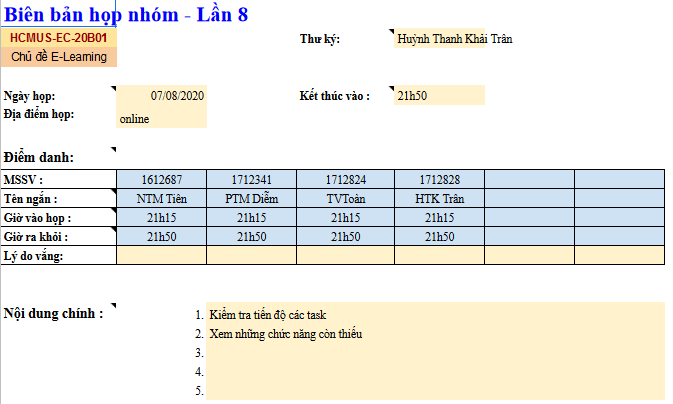 Biên bản họp nhóm - Lần 8
HCMUS-EC-20B01 Thư ký: Huỳnh Thanh Khải Trân
Chủ đề E-Learning
Ngày họp: 07/08/2020 Kết thúc vào : 21h50
Địa điểm họp: online
Điểm danh:
MSSV : 1612687 1712341 1712824 1712828
Tên ngắn : NTM Tiên PTM Diễm TVToàn HTK Trân
Giờ vào họp : 21h15 21h15 21h15 21h15
Giờ ra khỏi : 21h50 21h50 21h50 21h50
Lý do vắng:
Nội dung chính : 1. Kiểm tra tiến độ các task
2. Xem những chức năng còn thiếu
3.
4.
5.